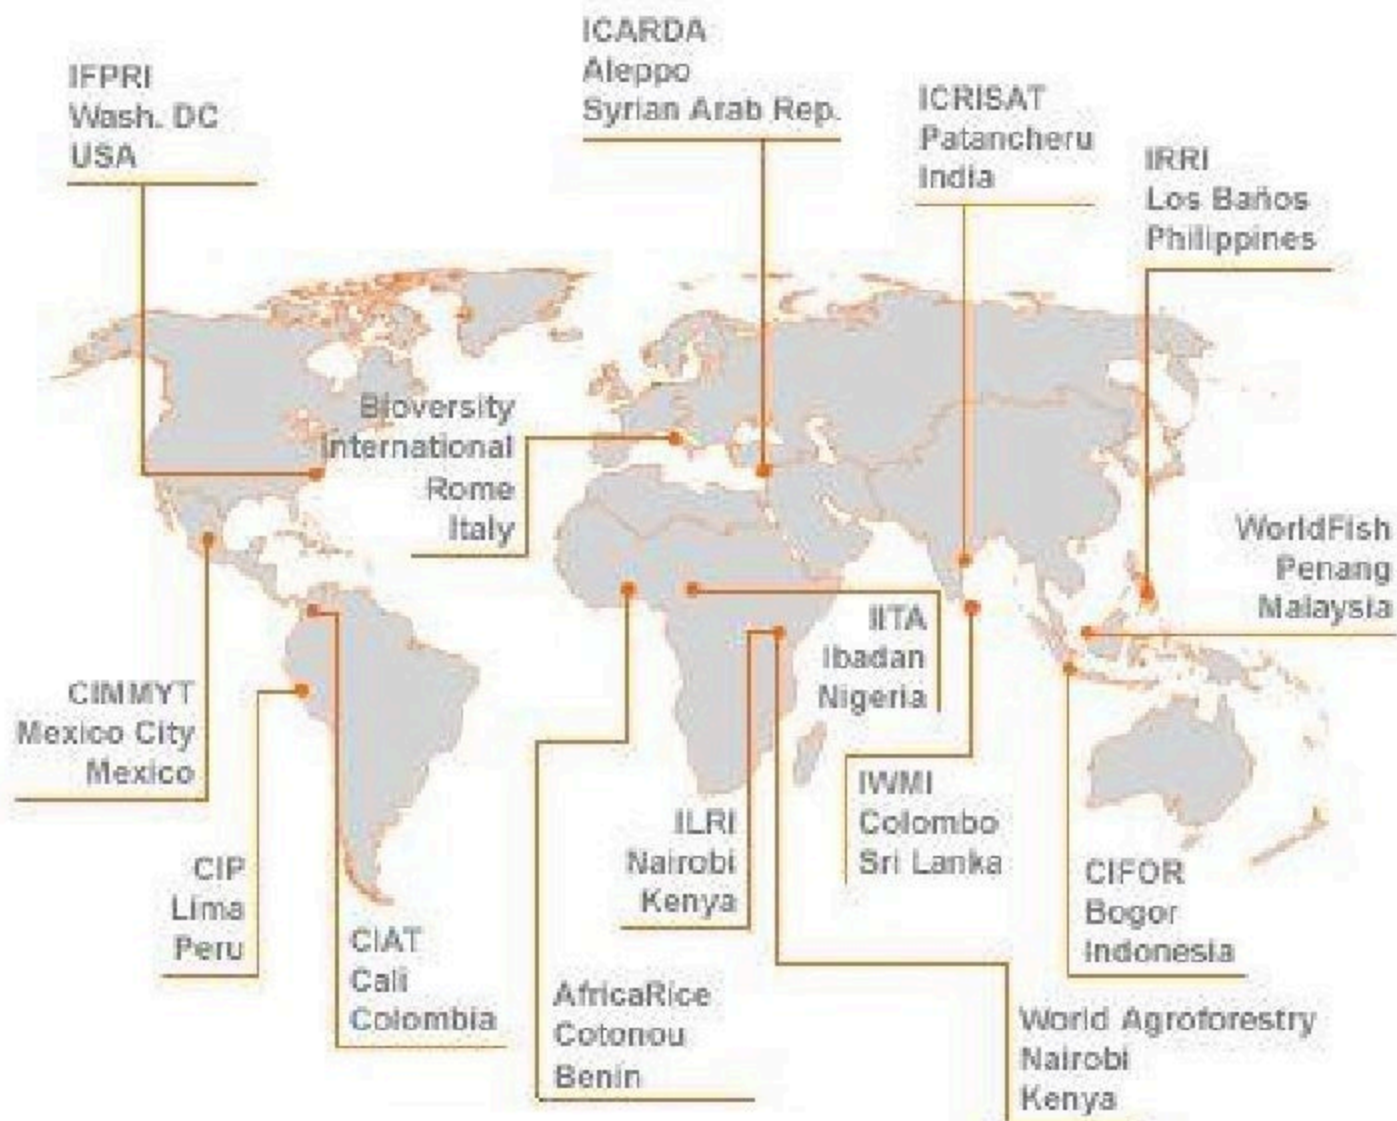 IFPRI
Wash. DC
USA
ICARDA
Aleppo
Syrian Arab Rep.
ICRISAT
Patancheru
India
IRRI
Los Baños
Philippines
Bioversity
International
Rome
Italy
WorldFish
Penang
Malaysia
IITA
Ibadan
Nigeria
CIMMYT
Mexico City
Mexico
IWMI
Colombo
Sri Lanka
ILRI
Nairobi
Kenya
CIP
Lima
Peru
CIFOR
Bogor
Indonesia
CIAT
Cali
Colombia
AfricaRice
Cotonou
Benin
World Agroforestry
Nairobi
Kenya